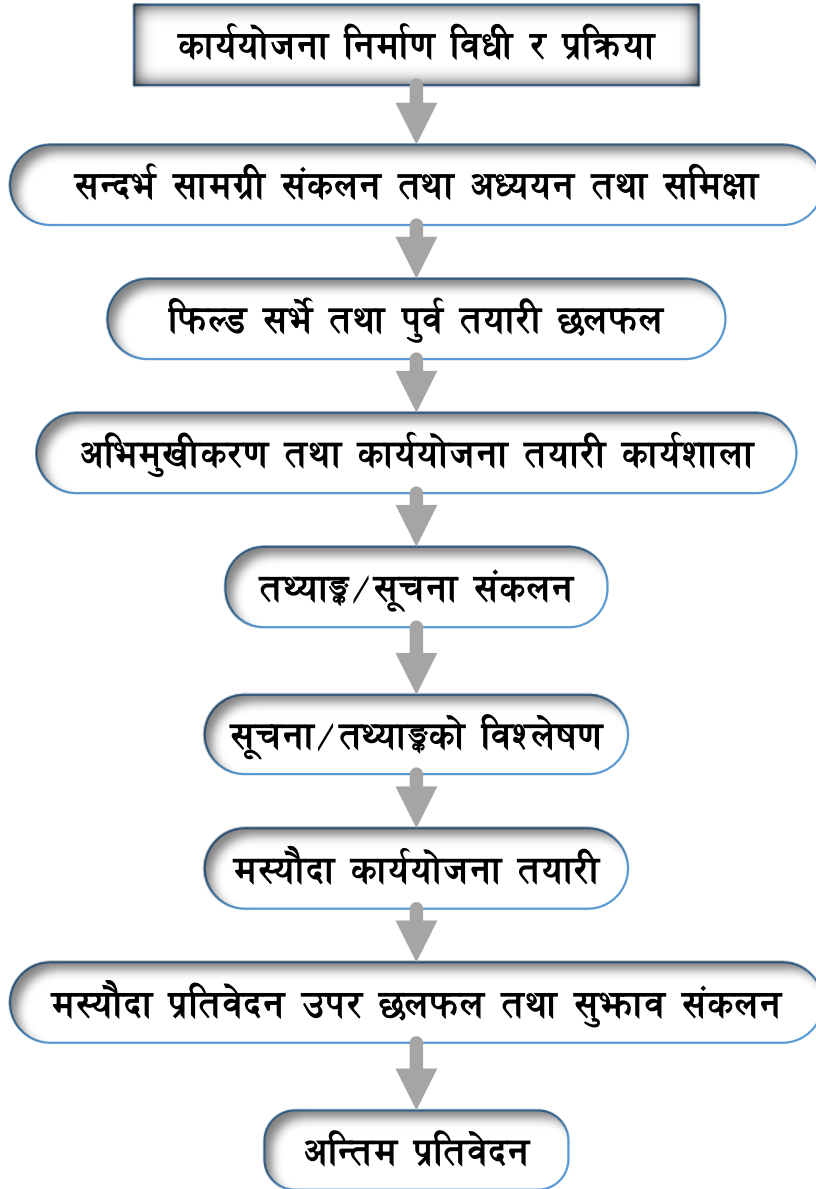 कार्ययोजना निर्माण विधी र प्रक्रिया
सन्दर्भ सामग्री संकलन तथा अध्ययन तथा समिक्षा
फिल्ड सर्भे तथा पुर्व तयारी छलफल
अभिमुखीकरण तथा कार्ययोजना तयारी कार्यशाला
तथ्याङ्क/सूचना संकलन
सूचना/तथ्याङ्कको विश्लेषण
मस्यौदा कार्ययोजना तयारी
मस्यौदा प्रतिवेदन उपर छलफल तथा सुझाव संकलन
अन्तिम प्रतिवेदन